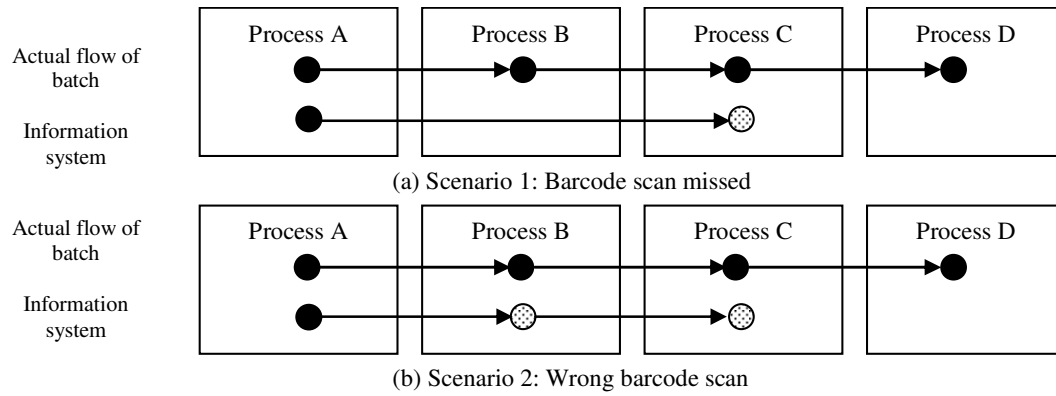 Process A Process B Process C Process D
Actual flow of
batch
Information
system
(a) Scenario 1: Barcode scan missed
Process A Process B Process C Process D
Actual flow of
batch
Information
system
(b) Scenario 2: Wrong barcode scan